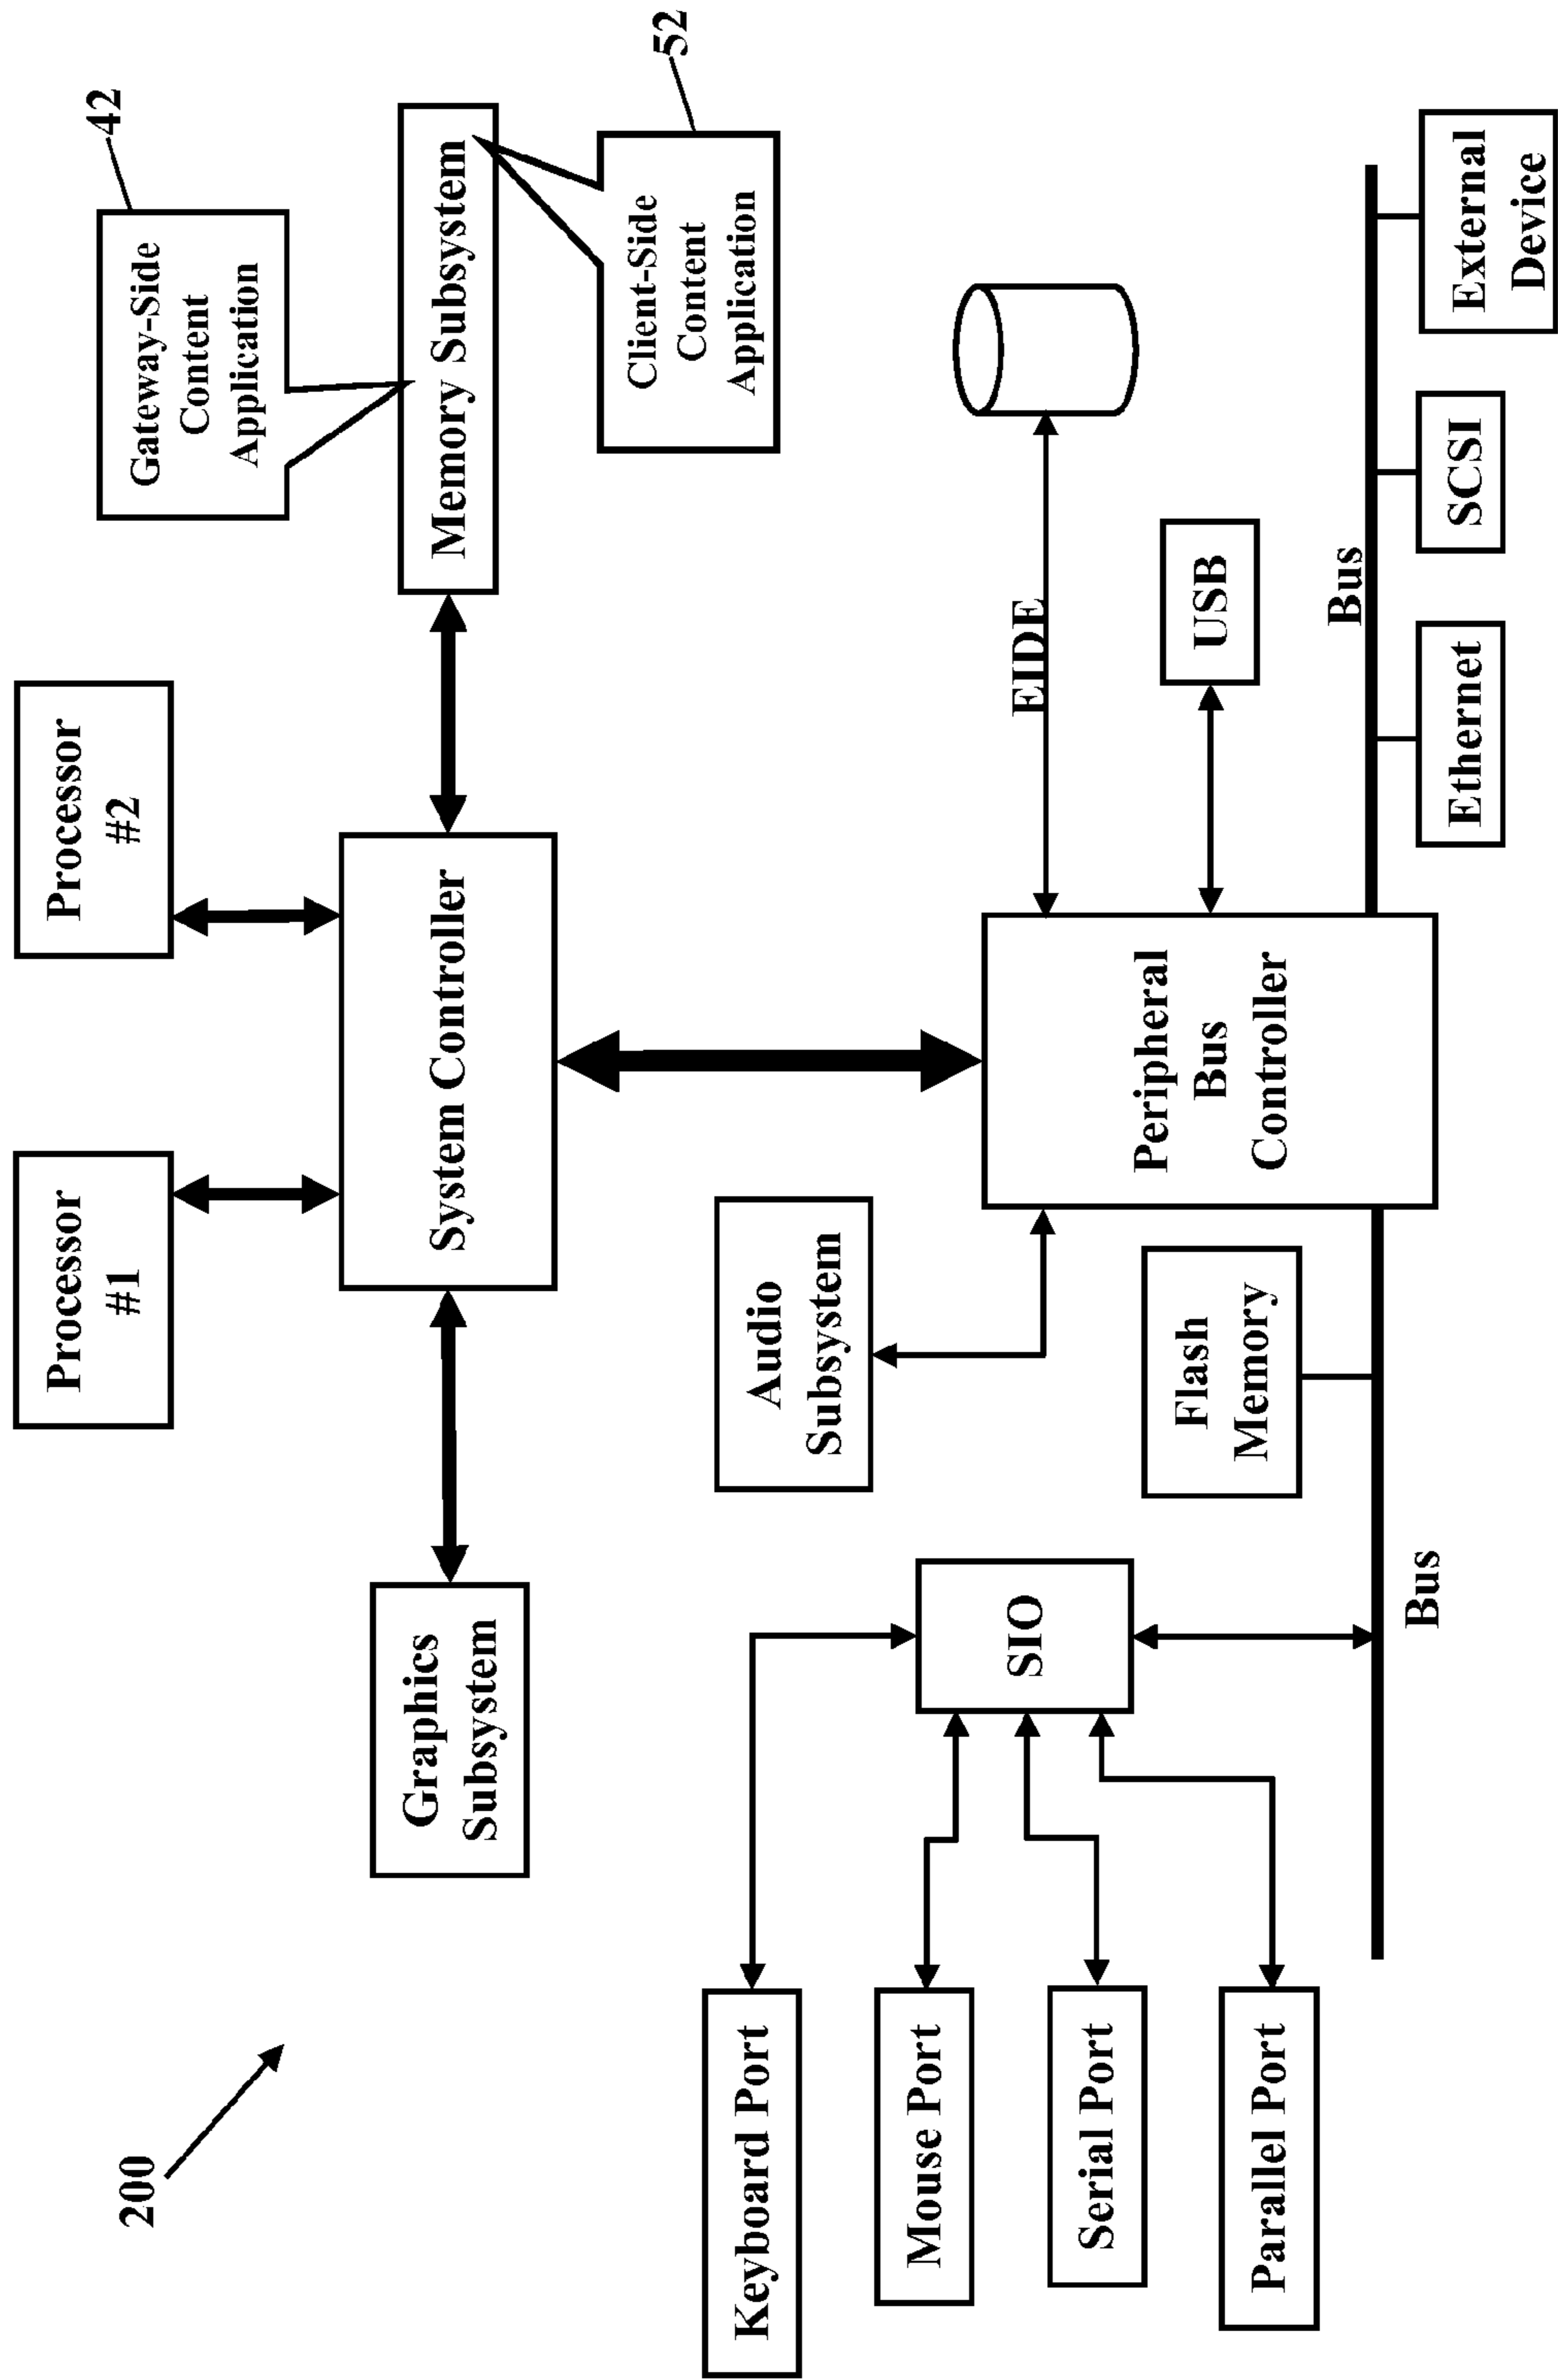 200
Processor
#1
Processor
#2
42
Gateway-Side
Content
Application
Graphics
Subsystem
System Controller
Memory Subsystem
52
Client-Side
Content
Application
Keyboard Port
Mouse Port
Serial Port
Parallel Port
SIO
Audio
Subsystem
Flash
Memory
Bus
Peripheral
Bus
Controller
EIDE
USB
Bus
Ethernet
SCSI
External
Device